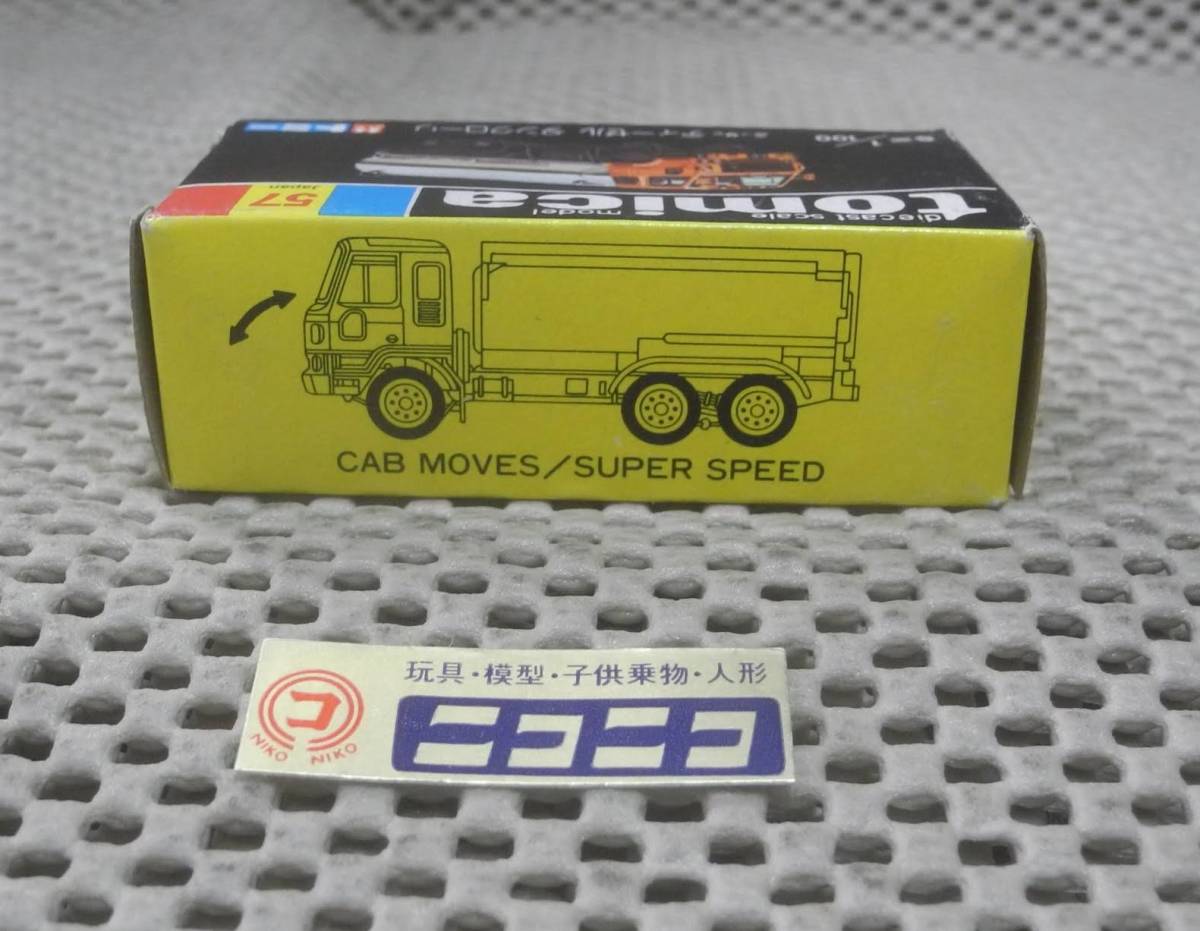 tomica
diecast scale model
57
Japan
CAB MOVES/SUPER SPEED
玩具・模型・子供乗物・人形
ニコニコ
コ
NIKO NIKO